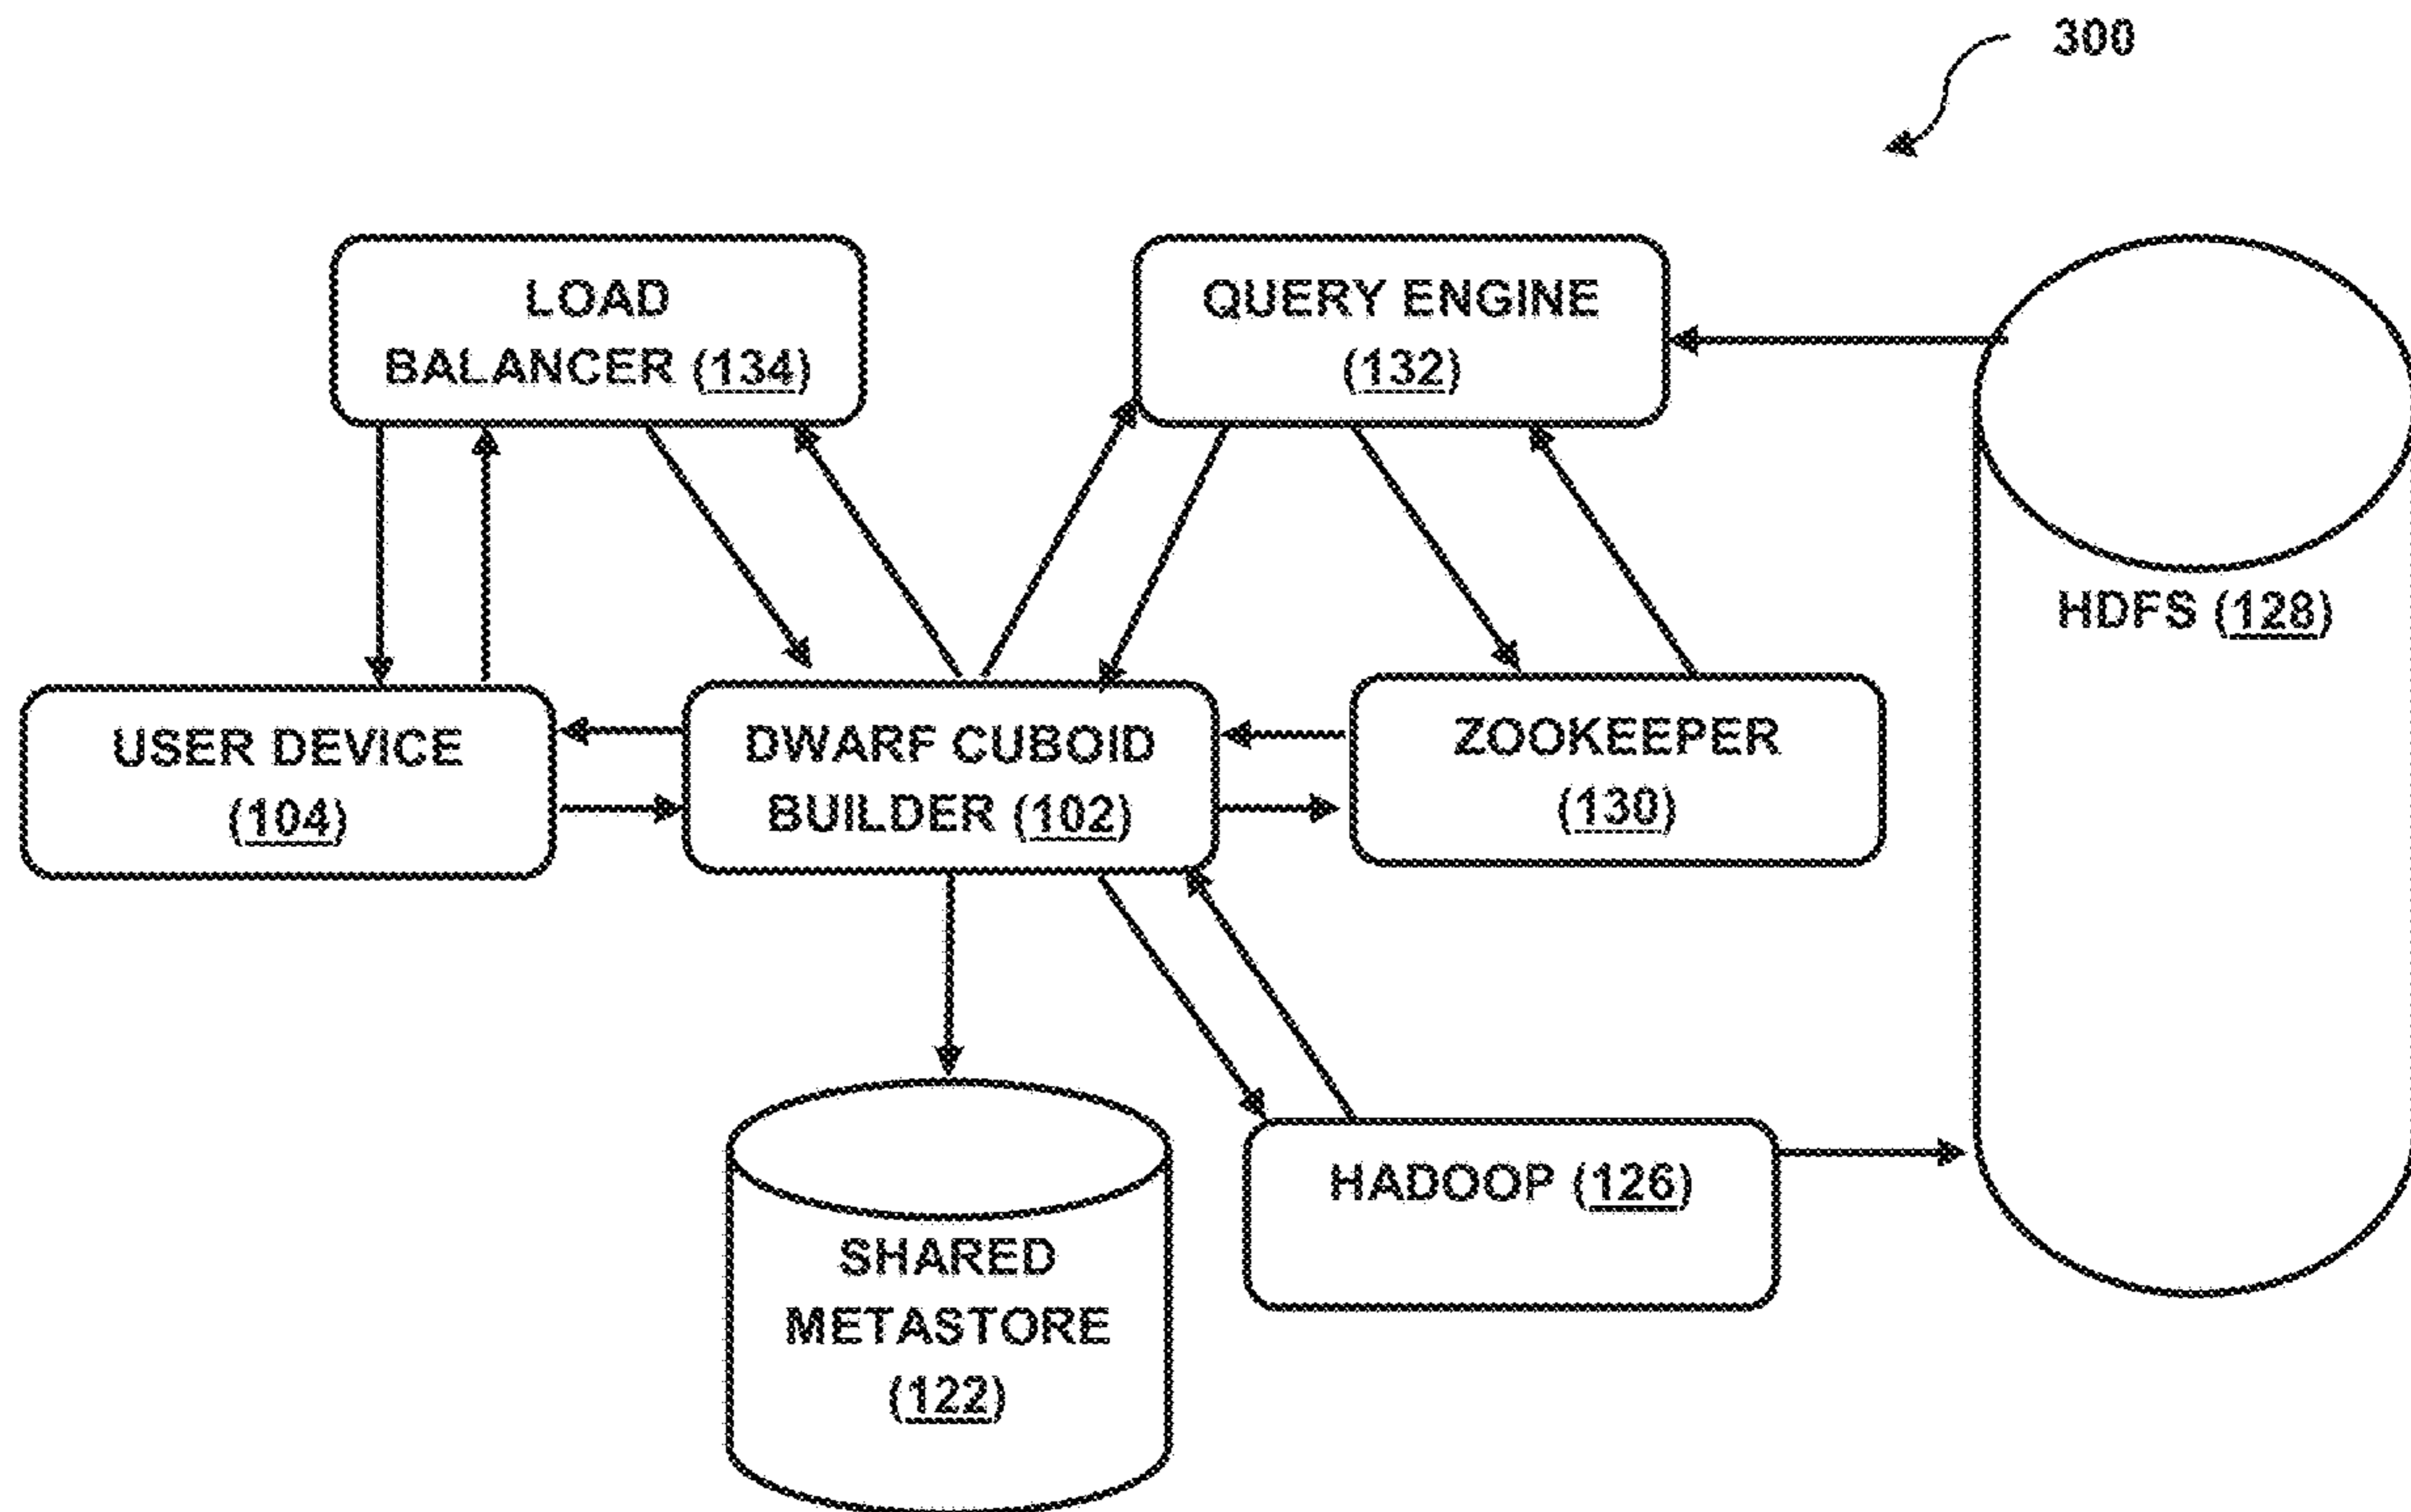 300
LOAD
BALANCER (134)
QUERY ENGINE
(132)
HDFS (128)
USER DEVICE
(104)
DWARF CUBOID
BUILDER (102)
ZOOKEEPER
(130)
SHARED
METASTORE
(122)
HADOOP (126)